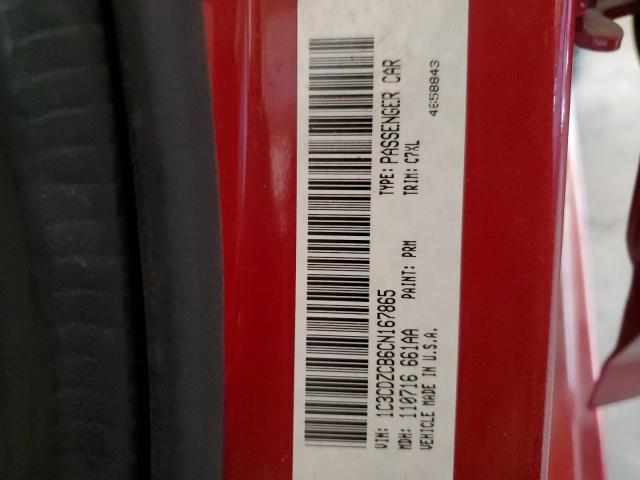 VIN: 1C3CDZCB6CN167865 TYPE: PASSENGER CAR
MDH: 110716 661AA PAINT: PRM TRIM: C7XL
VEHICLE MADE IN U.S.A. 4658843